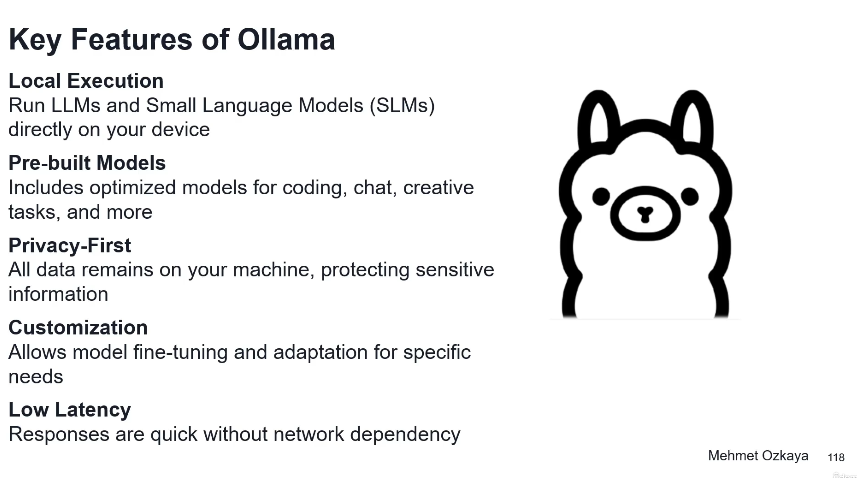 Key Features of Ollama
Local Execution
Run LLMs and Small Language Models (SLMs)
directly on your device
Pre-built Models
Includes optimized models for coding, chat, creative
tasks, and more
Privacy-First
All data remains on your machine, protecting sensitive
information
Customization
Allows model fine-tuning and adaptation for specific
needs
Low Latency
Responses are quick without network dependency
Mehmet Ozkaya 118